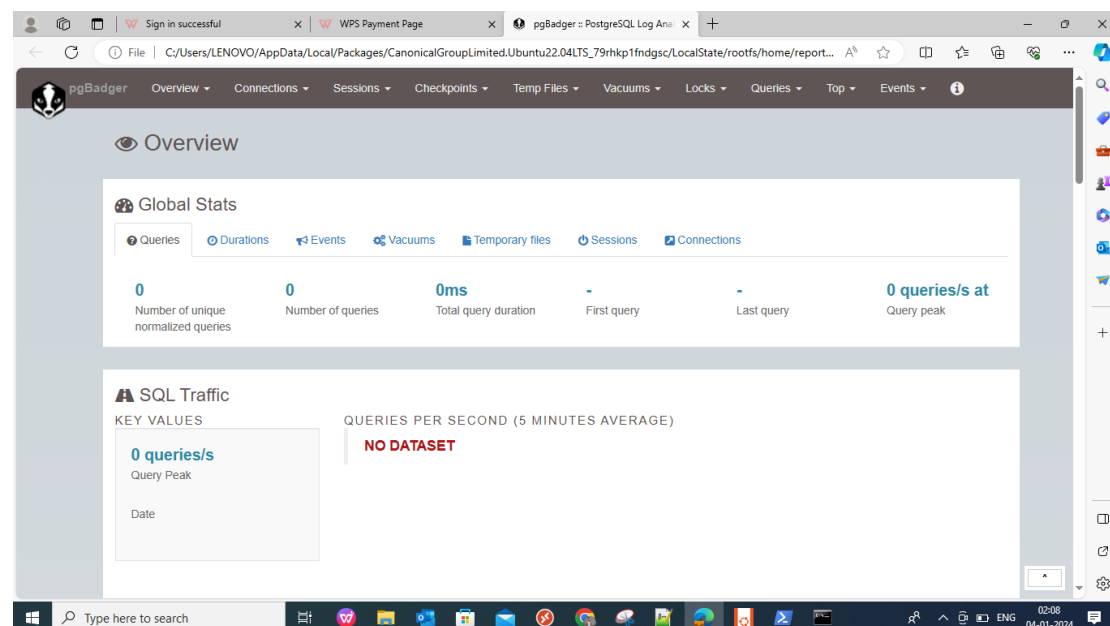 Sign in successful
WPS Payment Page
pgBadger :: PostgreSQL Log Anal
File | C:/Users/LENOVO/AppData/Local/Packages/CanonicalGroupLimited.Ubuntu22.04LTS_79rhkp1fndgsc/LocalState/rootfs/home/report...
pgBadger Overview Connections Sessions Checkpoints Temp Files Vacuums Locks Queries Top Events
Overview
Global Stats
Queries Durations Events Vacuums Temporary files Sessions Connections
0 0 0ms - - 0 queries/s at
Number of unique Number of queries Total query duration First query Last query Query peak
normalized queries
SQL Traffic
KEY VALUES QUERIES PER SECOND (5 MINUTES AVERAGE)
NO DATASET
0 queries/s
Query Peak
Date
Type here to search
ENG
02:08
04-01-2024